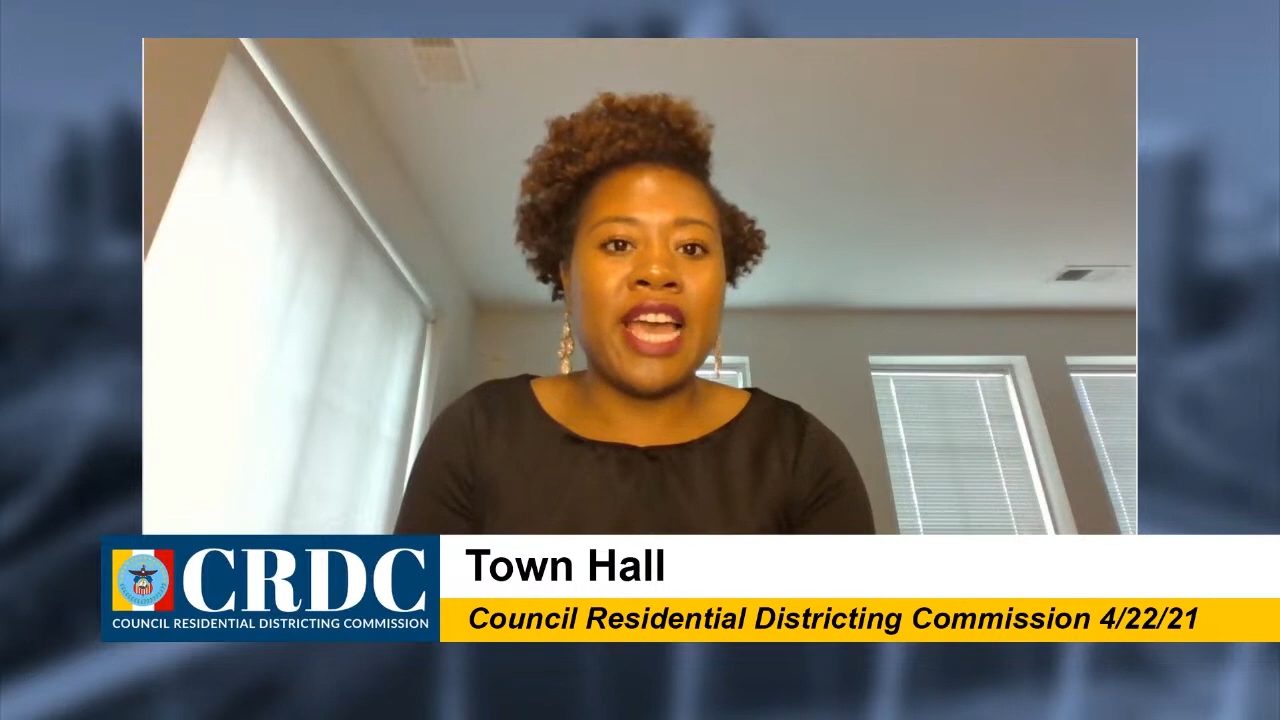 CRDC
COUNCIL RESIDENTIAL DISTRICTING COMMISSION
Town Hall
Council Residential Districting Commission 4/22/21